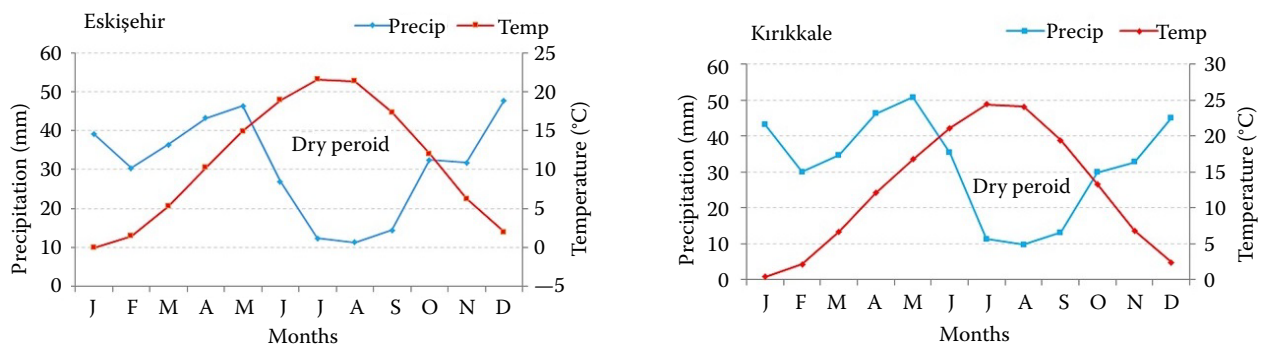 Eskişehir
Precip Temp
Precipitation (mm)
60
50
40
30
20
10
0
Dry peroid
25
20
15
10
5
0
—5
Temperature (°C)
J F M A M J J A S O N D
Months
Kırıkkale
Precip Temp
Precipitation (mm)
60
50
40
30
20
10
0
Dry peroid
30
25
20
15
10
5
0
Temperature (°C)
J F M A M J J A S O N D
Months